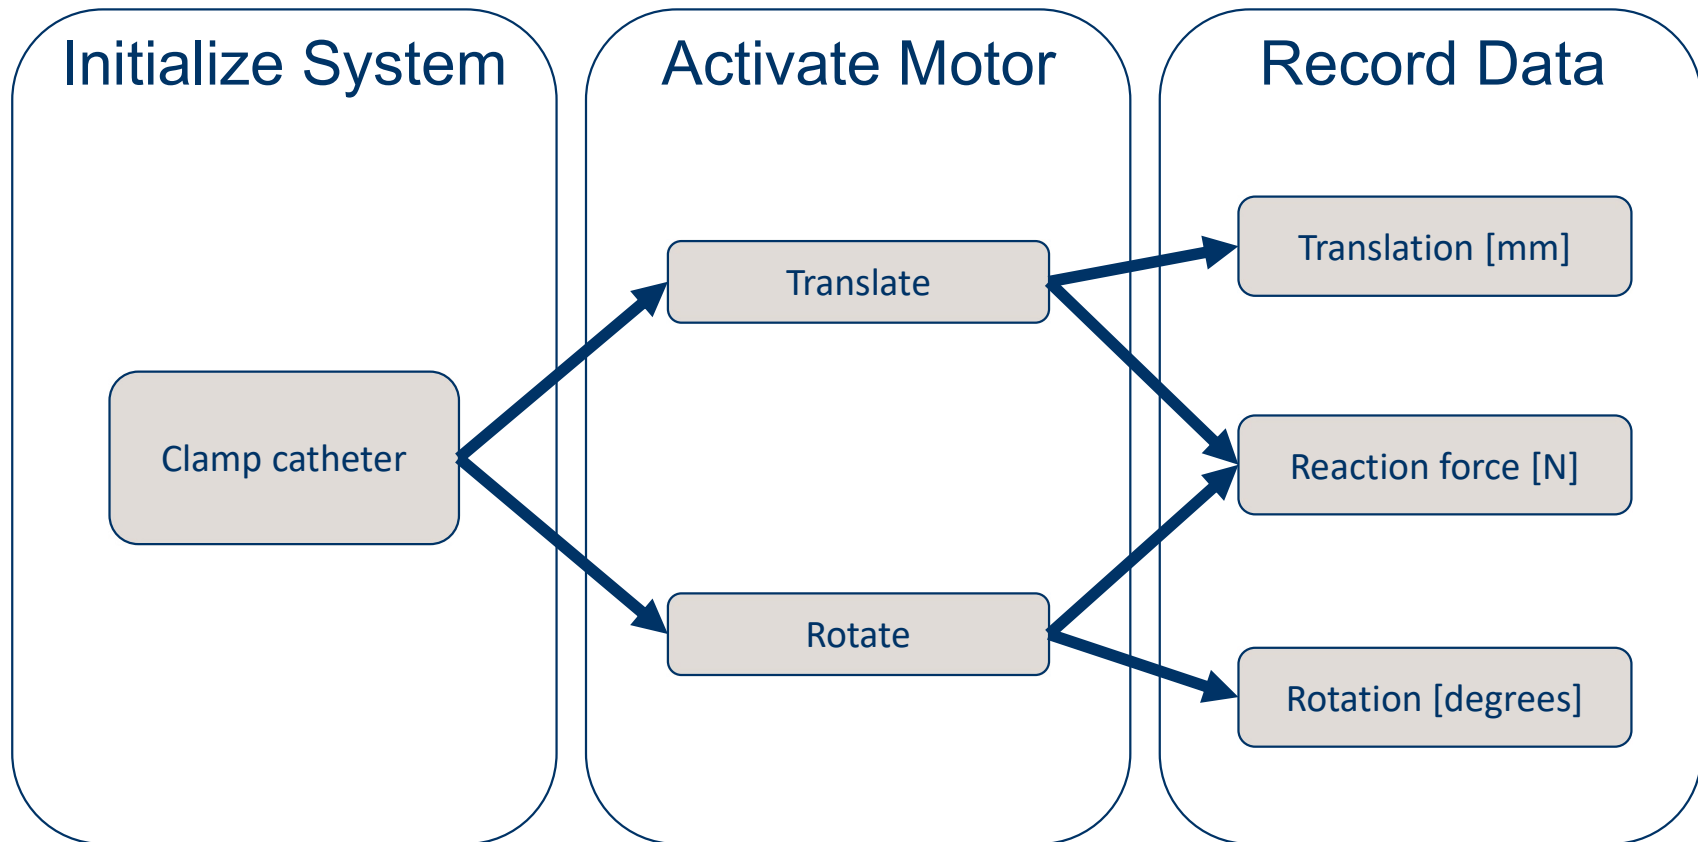 Initialize System
Activate Motor
Record Data
Clamp catheter
Translate
Rotate
Translation [mm]
Reaction force [N]
Rotation [degrees]